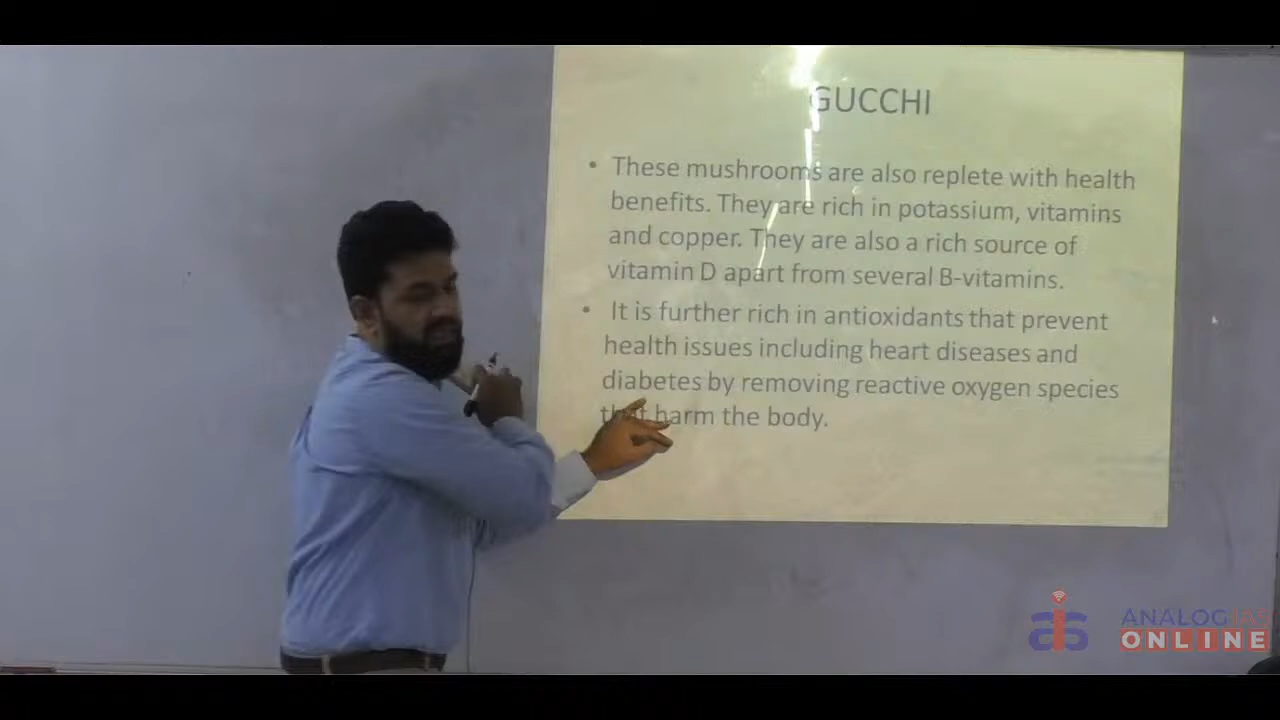 GUCCHI
• These mushrooms are also replete with health
benefits. They are rich in potassium, vitamins
and copper. They are also a rich source of
vitamin D apart from several B-vitamins.
• It is further rich in antioxidants that prevent
health issues including heart diseases and
diabetes by removing reactive oxygen species
that harm the body.
ais
ANALOG IAS
ONLINE